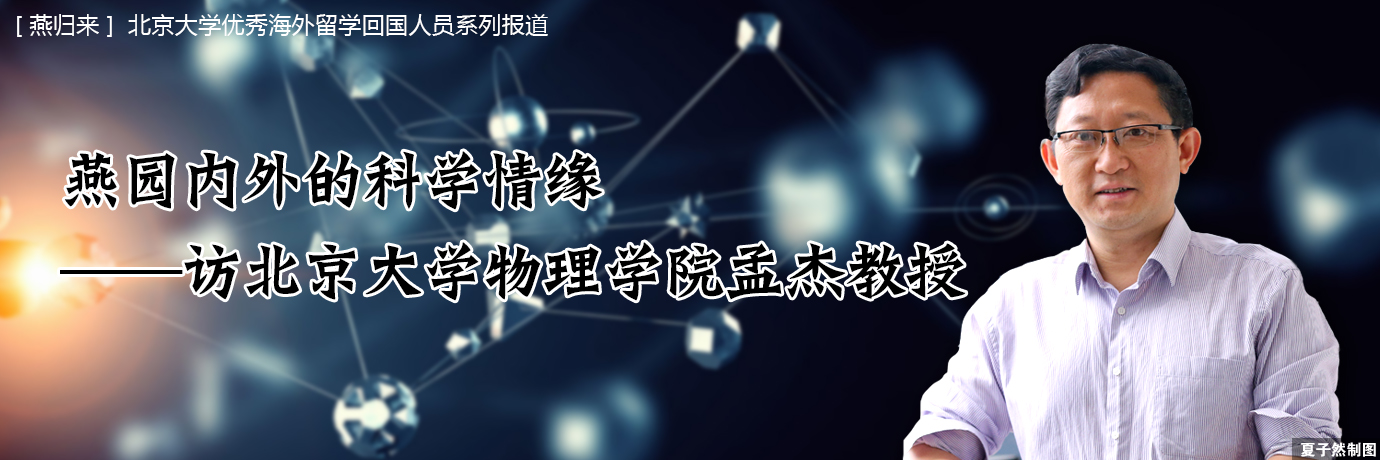 [ 燕归来 ] 北京大学优秀海外留学回国人员系列报道
燕园内外的科学情缘
——访北京大学物理学院孟杰教授
夏子然制图